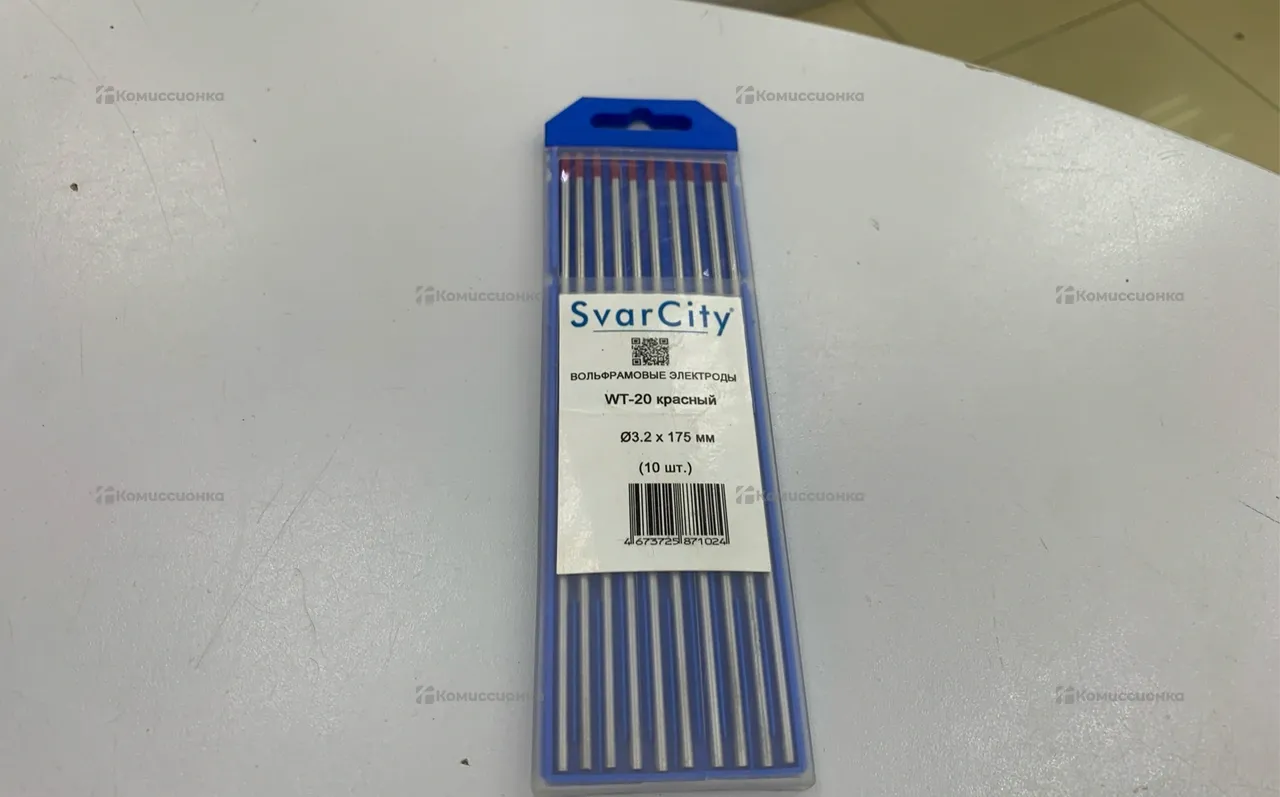 Комиссионка Комиссионка
Комиссионка Комиссионка
SvarCity
ВОЛЬФРАМОВЫЕ ЭЛЕКТРОДЫ
WT-20 красный
Ø3.2 x 175 мм
(10 шт.)
4 673725 871024
Комиссионка Комиссионка
Комиссионка Комиссионка